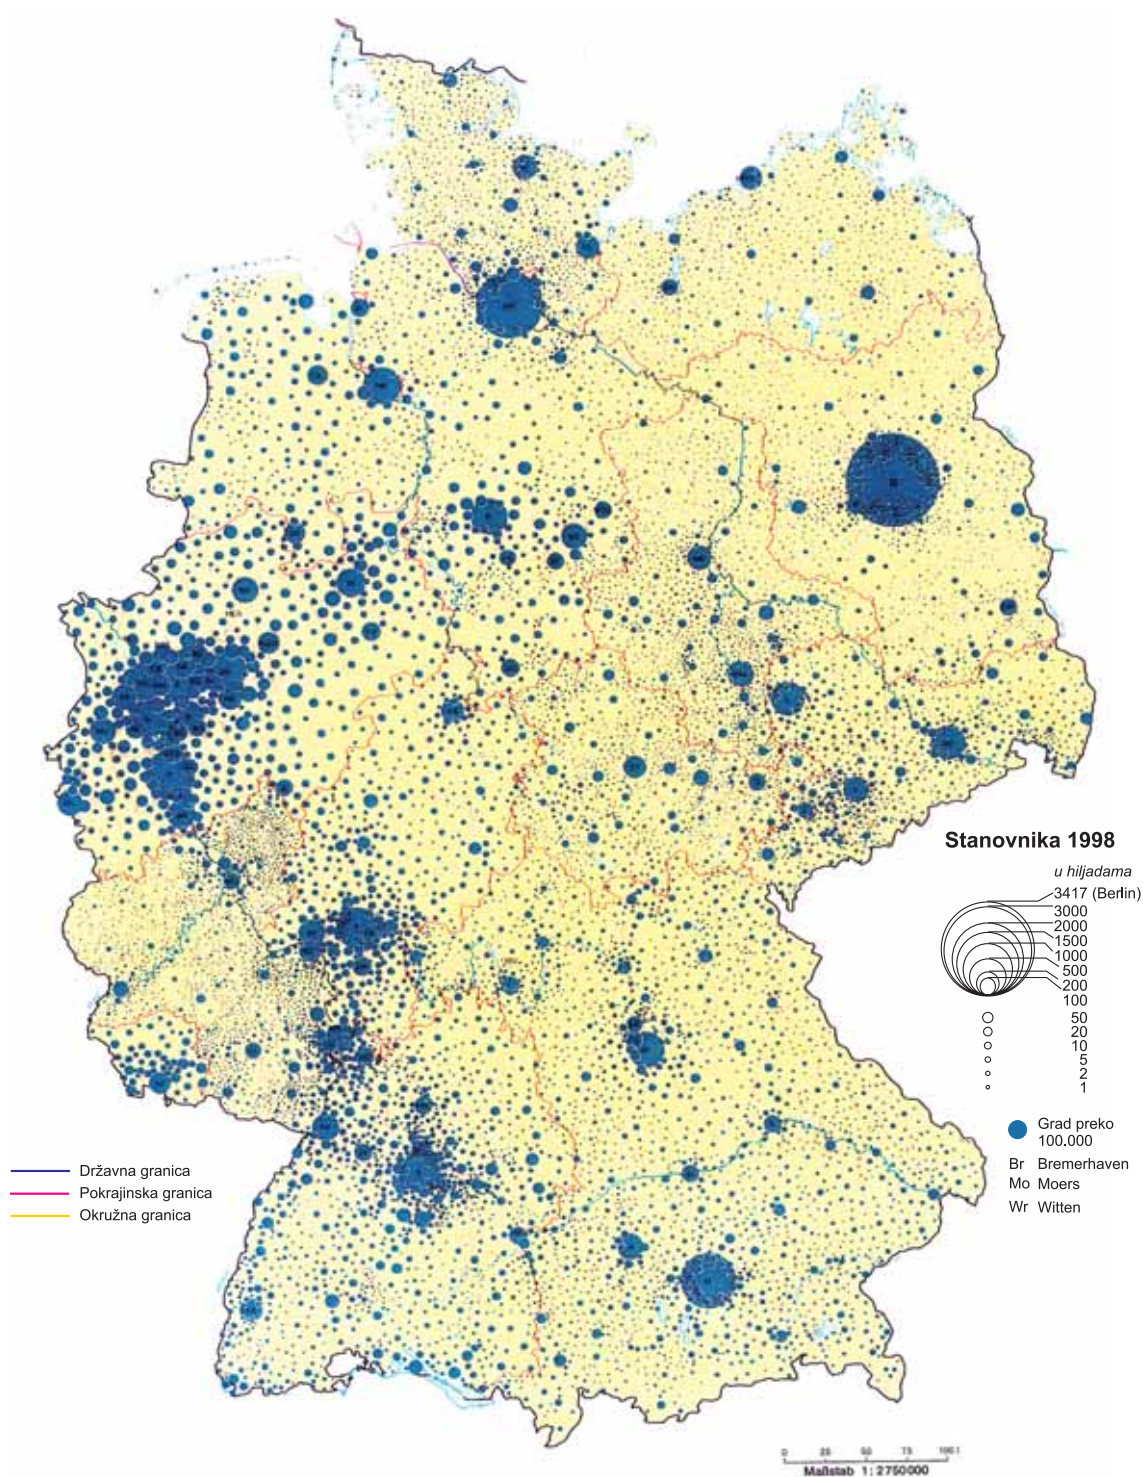 Stanovnika 1998
u hiljadama
3417 (Berlin)
3000
2000
1500
1000
500
200
100
50
20
10
5
2
1
Grad preko
100.000
Br Bremerhaven
Mo Moers
Wr Witten
Državna granica
Pokrajinska granica
Okružna granica
0 25 50 75
Maßstab 1:2750000